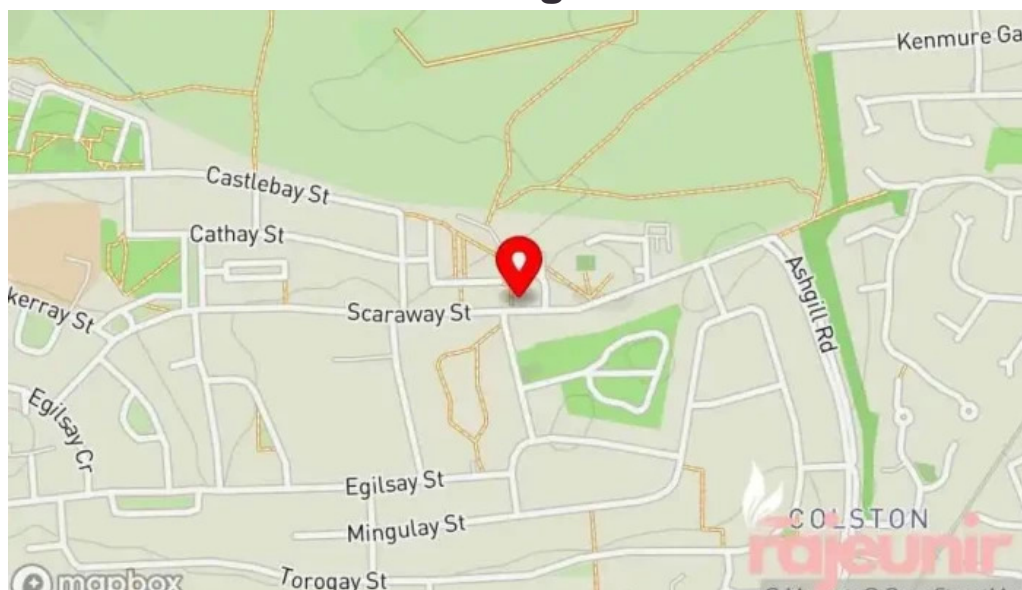 Kenmure Ga
Castlebay St
Cathay St
kerray St
Scaraway St
Ashgill Rd
Egilsay Cr
Egilsay St
Mingulay St
COLSTON
rajeunir
Torogay St
mapbox